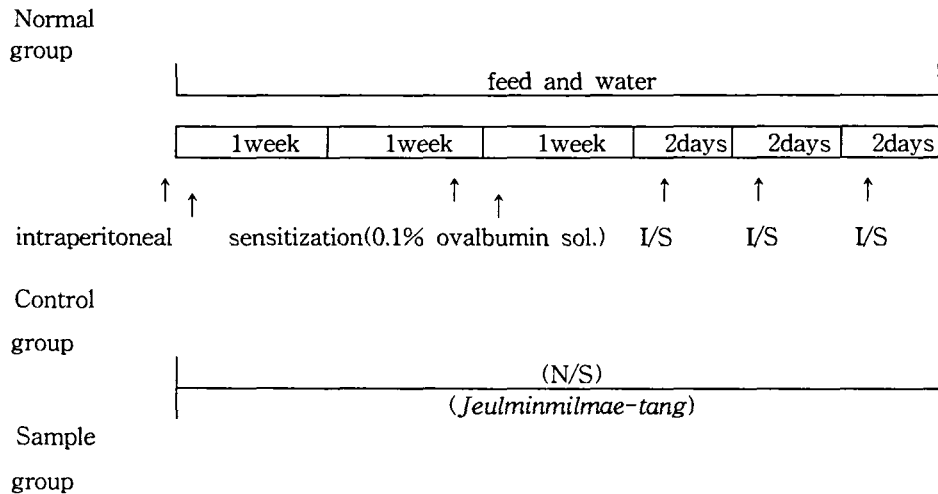 Normal
group
feed and water
1week 1week 1week 2days 2days 2days
intraperitoneal sensitization(0.1% ovalbumin sol.) I/S I/S I/S
Control
group
(N/S)
(Jeulminmilmae-tang)
Sample
group